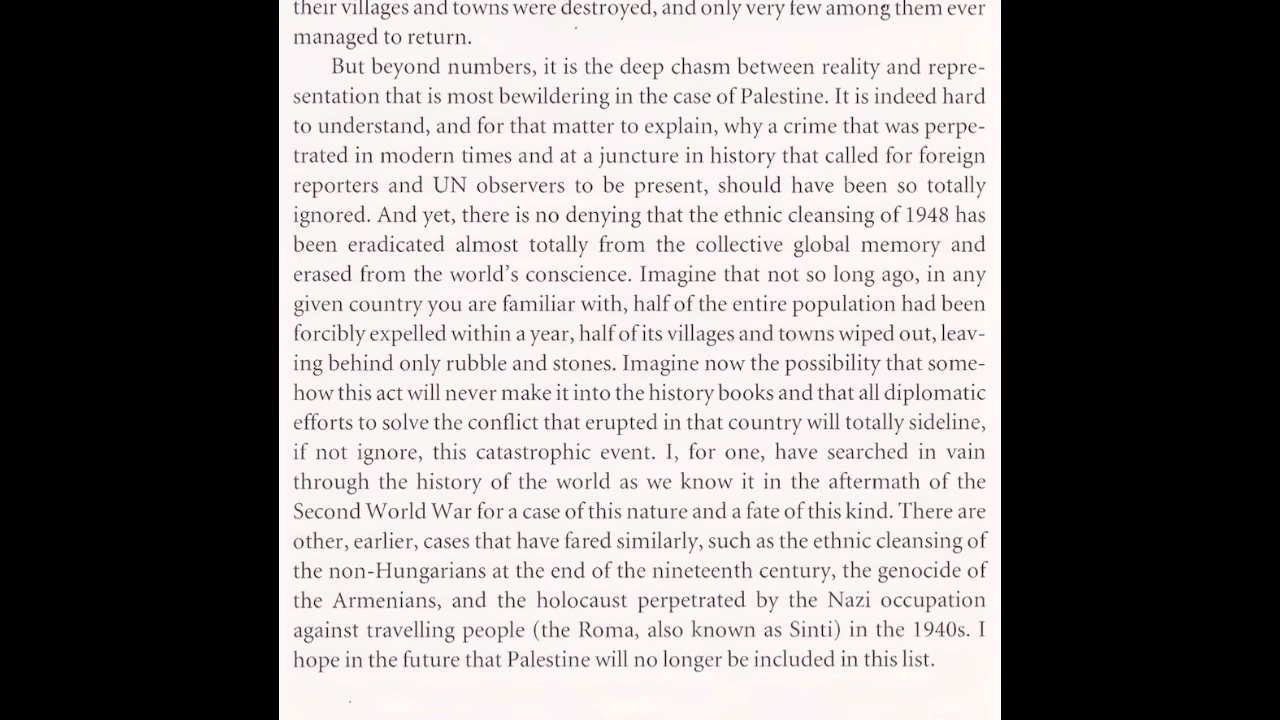 their villages and towns were destroyed, and only very few among them ever
managed to return.
But beyond numbers, it is the deep chasm between reality and repre-
sentation that is most bewildering in the case of Palestine. It is indeed hard
to understand, and for that matter to explain, why a crime that was perpe-
trated in modern times and at a juncture in history that called for foreign
reporters and UN observers to be present, should have been so totally
ignored. And yet, there is no denying that the ethnic cleansing of 1948 has
been eradicated almost totally from the collective global memory and
erased from the world’s conscience. Imagine that not so long ago, in any
given country you are familiar with, half of the entire population had been
forcibly expelled within a year, half of its villages and towns wiped out, leav-
ing behind only rubble and stones. Imagine now the possibility that some-
how this act will never make it into the history books and that all diplomatic
efforts to solve the conflict that erupted in that country will totally sideline,
if not ignore, this catastrophic event. I, for one, have searched in vain
through the history of the world as we know it in the aftermath of the
Second World War for a case of this nature and a fate of this kind. There are
other, earlier, cases that have fared similarly, such as the ethnic cleansing of
the non-Hungarians at the end of the nineteenth century, the genocide of
the Armenians, and the holocaust perpetrated by the Nazi occupation
against travelling people (the Roma, also known as Sinti) in the 1940s. I
hope in the future that Palestine will no longer be included in this list.